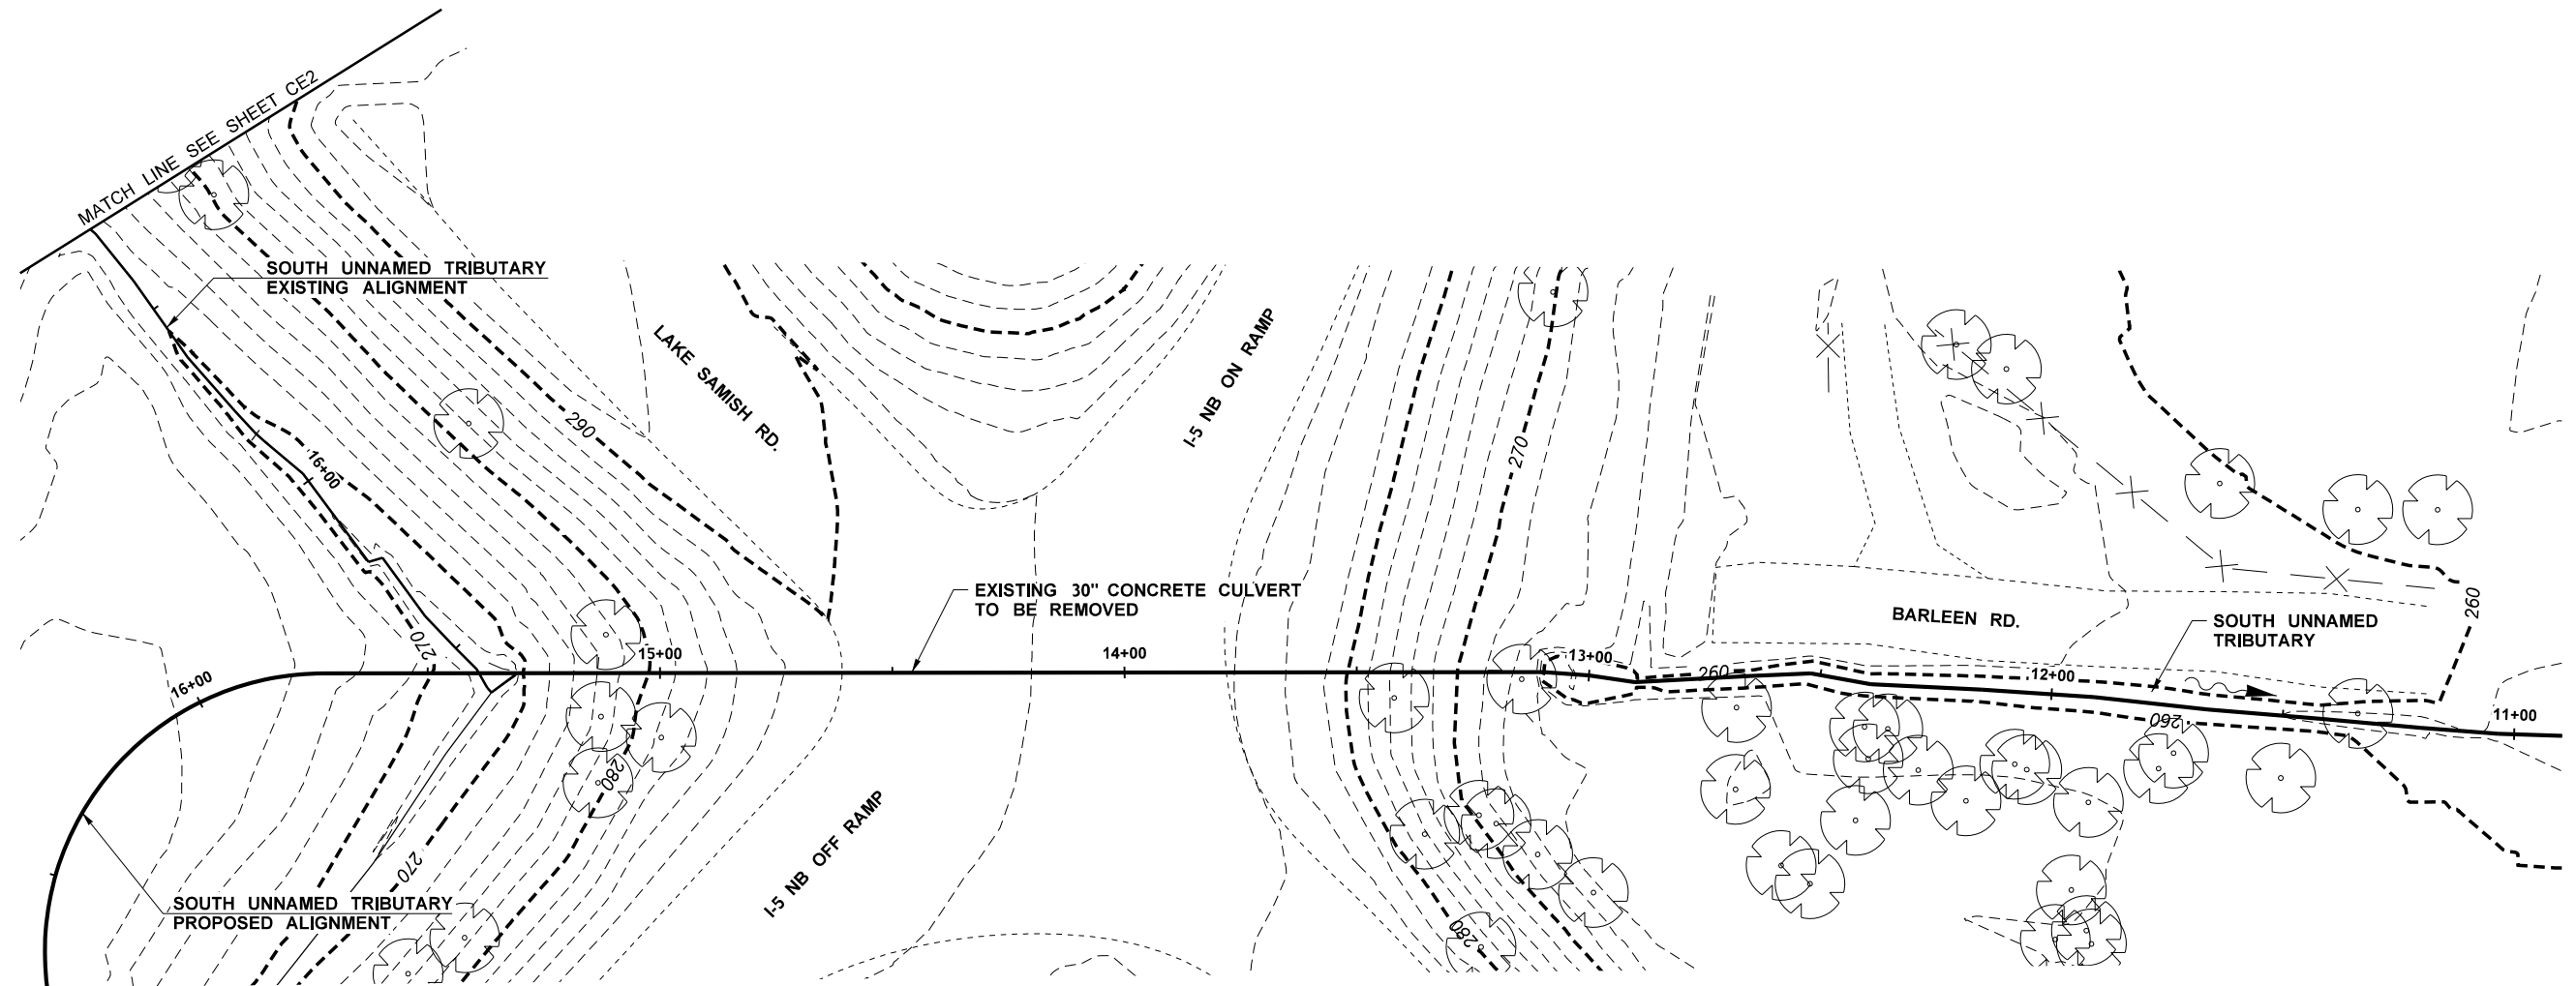 MATCH LINE SEE SHEET CE2
SOUTH UNNAMED TRIBUTARY
EXISTING ALIGNMENT
LAKE SAMISH RD.
I-5 NB ON RAMP
290
270
16+00
EXISTING 30" CONCRETE CULVERT
TO BE REMOVED
BARLEEN RD.
SOUTH UNNAMED
TRIBUTARY
260
270
15+00
14+00
13+00
260
12+00
16+00
11+00
260
280
270
I-5 NB OFF RAMP
SOUTH UNNAMED TRIBUTARY
PROPOSED ALIGNMENT
280